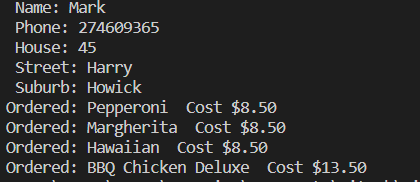 Name: Mark
Phone: 274609365
House: 45
Street: Harry
Suburb: Howick
Ordered: Pepperoni  Cost $8.50
Ordered: Margherita  Cost $8.50
Ordered: Hawaiian  Cost $8.50
Ordered: BBQ Chicken Deluxe  Cost $13.50